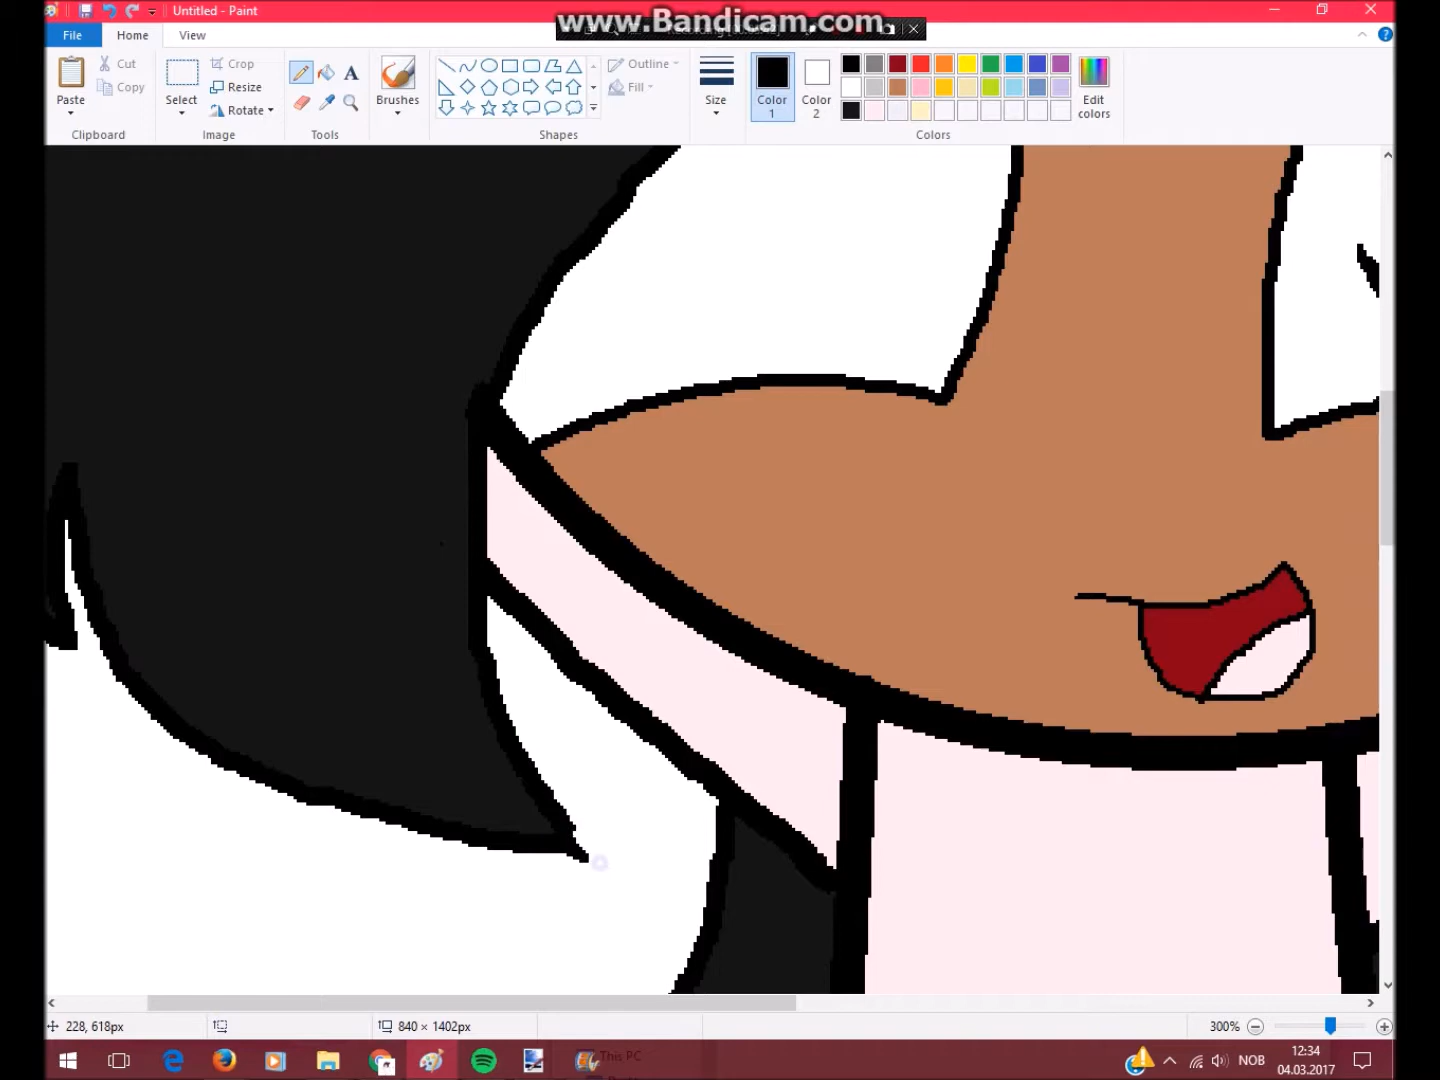 Untitled - Paint
www.Bandicam.com
File
Home
View
Paste
Cut
Copy
Clipboard
Select
Crop
Resize
Rotate
Image
A
Tools
Brushes
Outline
Fill
Shapes
Size
Color 1
Color 2
Edit colors
Colors
228, 618px
840 × 1402px
300%
This PC
NOB
12:34
04.03.2017